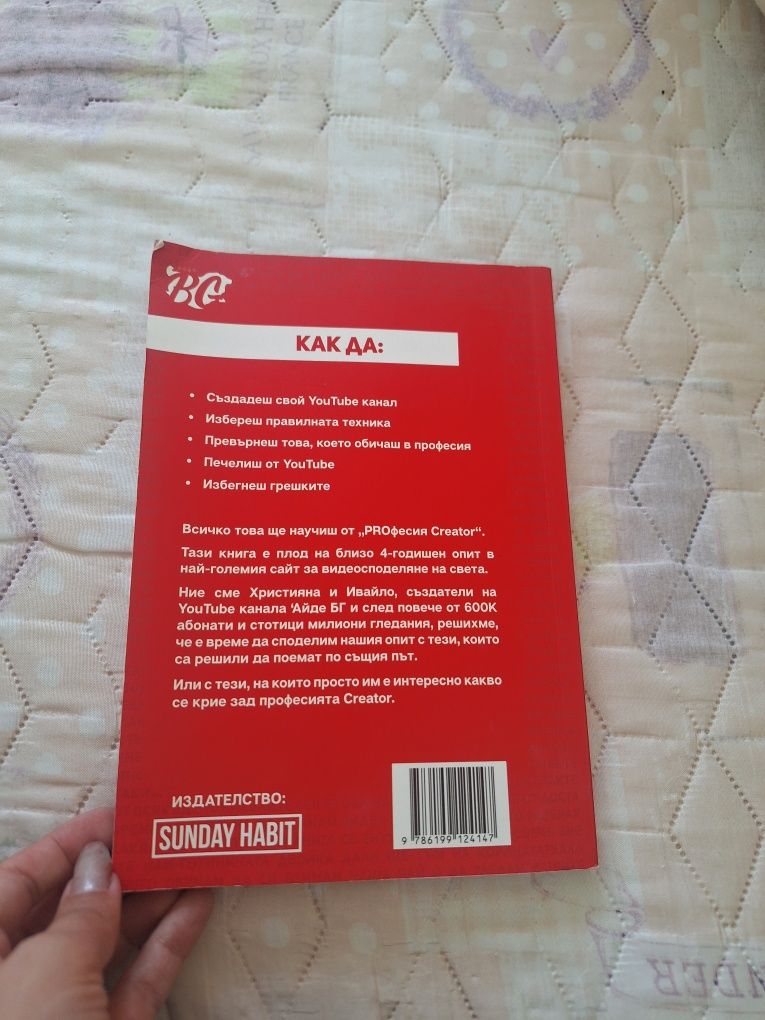 КАК ДА:
• Създадеш свой YouTube канал
• Избереш правилната техника
• Превърнеш това, което обичаш в професия
• Печелиш от YouTube
• Избегнеш грешките
Всичко това ще научиш от „PROфесия Creator“.
Тази книга е плод на близо 4-годишен опит в
най-големия сайт за видеосподеляне на света.
Ние сме Християна и Ивайло, създатели на
YouTube канала ‘Айде БГ и след повече от 600K
абонати и стотици милиони гледания, решихме,
че е време да споделим нашия опит с тези, които
са решили да поемат по същия път.
Или с тези, на които просто им е интересно какво
се крие зад професията Creator.
ИЗДАТЕЛСТВО:
SUNDAY HABIT
9 786199 124147